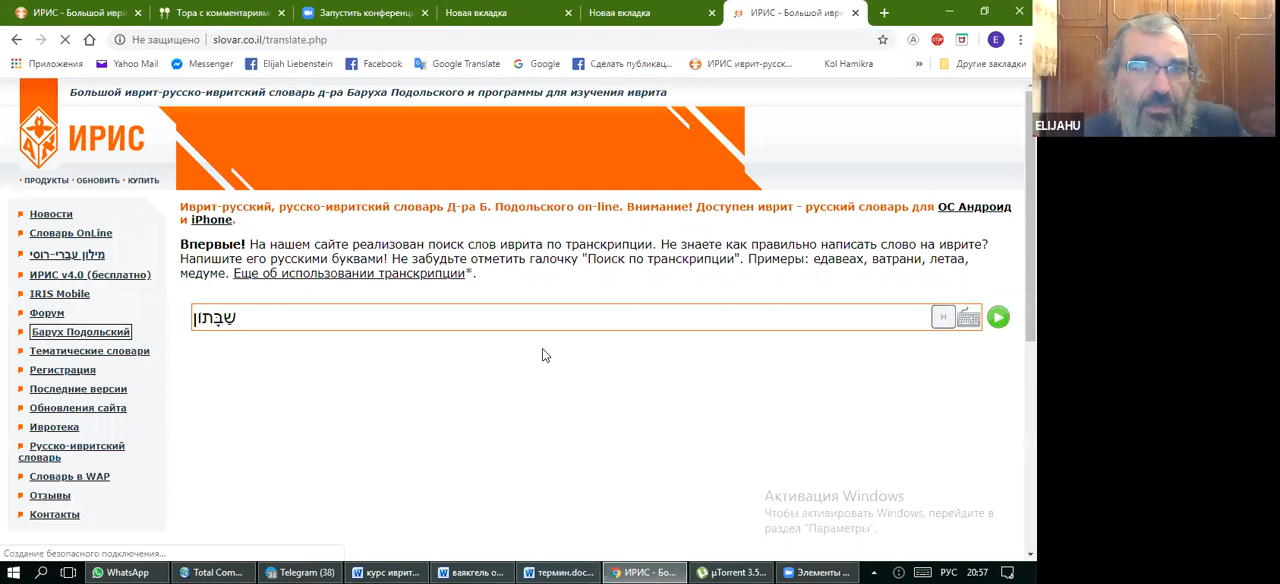 ИРИС - Большой иврі
Тора с комментариям
Запустить конференц
Новая вкладка
Новая вкладка
ИРИС - Большой иврі
Не защищено slovar.co.il/translate.php
E
Приложения Yahoo Mail Messenger Elijah Liebenstein Facebook Google Translate Google Сделать публикац... ИРИС иврит-русск... Kol Hamikra » Другие закладки
Большой иврит-русско-ивритский словарь д-ра Баруха Подольского и программы для изучения иврита
ИРИС
• ПРОДУКТЫ • ОБНОВИТЬ • КУПИТЬ
Новости
Словарь OnLine
מילון עברי-רוסי
ИРИС v4.0 (бесплатно)
IRIS Mobile
Форум
Барух Подольский
Тематические словари
Регистрация
Последние версии
Обновления сайта
Ивротека
Русско-ивритский
словарь
Словарь в WAP
Отзывы
Контакты
Иврит-русский, русско-ивритский словарь Д-ра Б. Подольского on-line. Внимание! Доступен иврит - русский словарь для ОС Андроид
и iPhone.
Впервые! На нашем сайте реализован поиск слов иврита по транскрипции. Не знаете как правильно написать слово на иврите?
Напишите его русскими буквами! Не забудьте отметить галочку "Поиск по транскрипции". Примеры: едавеах, ватрани, летаа,
медуме. Еще об использовании транскрипции*.
שַׁבָּתוֹן
H
ELIJAHU
Активация Windows
Чтобы активировать Windows, перейдите в
раздел "Параметры".
Создание безопасного подключения...
WhatsApp Total Com... Telegram (38) курс иврит... ваякгель о... термин.doc... ИРИС - Бо... µTorrent 3.5... Элементы ... РУС 20:57